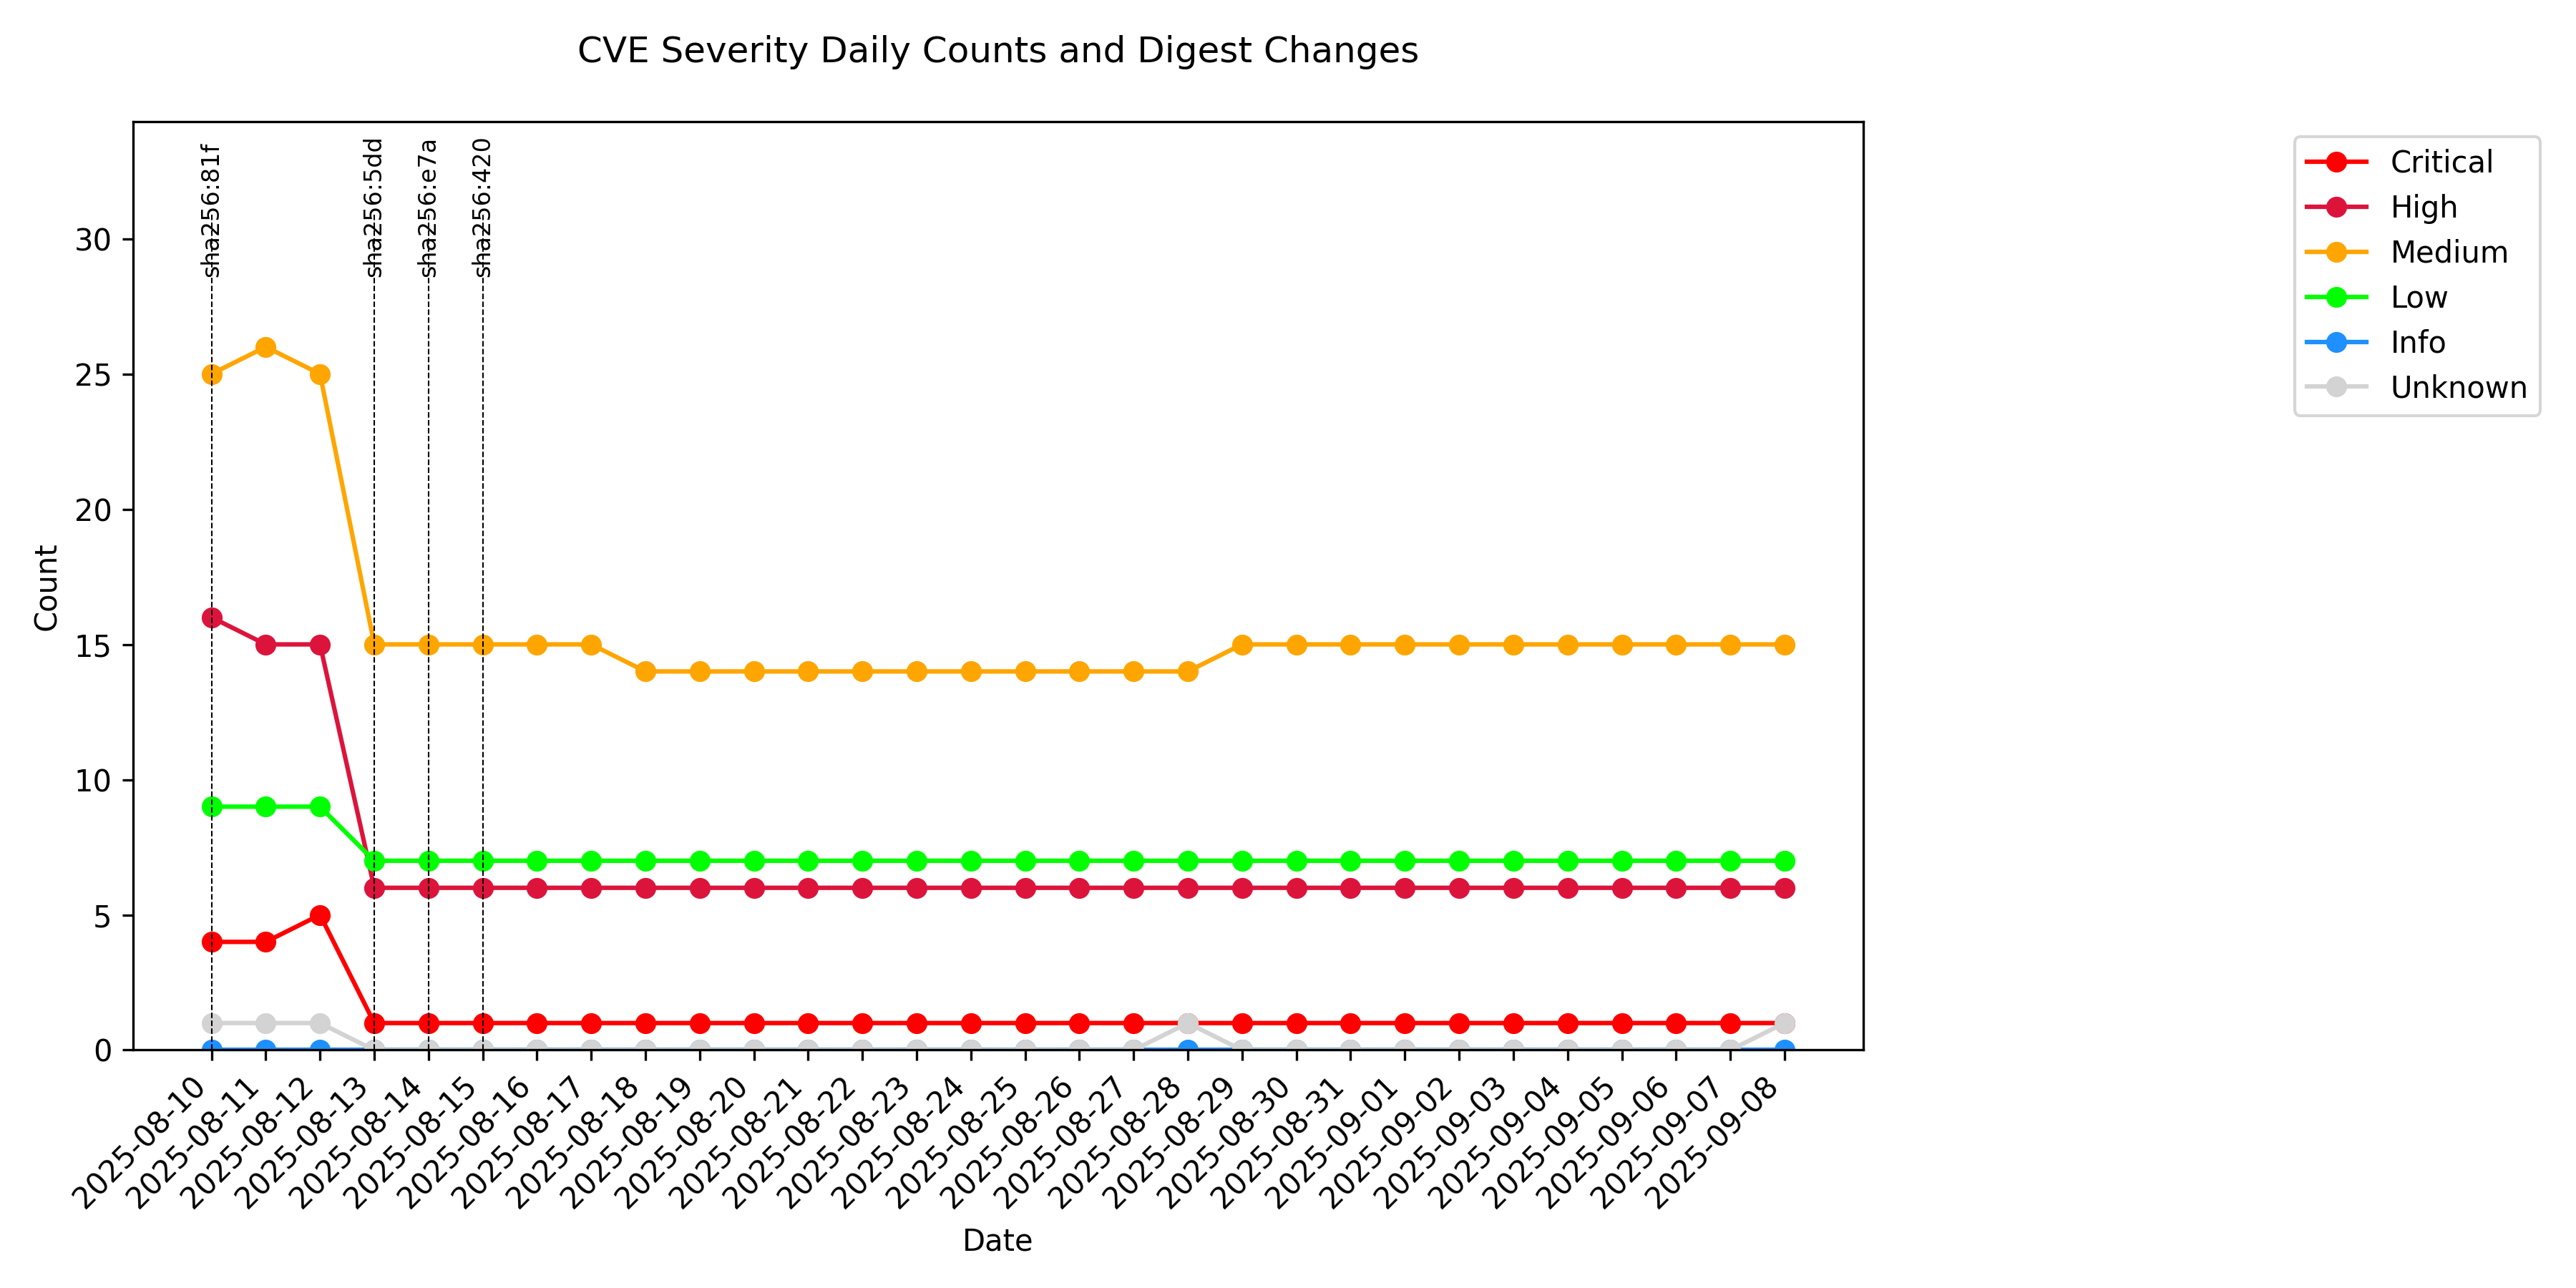 CVE Severity Daily Counts and Digest Changes
sha256:81f
sha256:5dd
sha256:e7a
sha256:420
Critical
High
Medium
Low
Info
Unknown
Count
30
25
20
15
10
5
0
2025-08-10
2025-08-11
2025-08-12
2025-08-13
2025-08-14
2025-08-15
2025-08-16
2025-08-17
2025-08-18
2025-08-19
2025-08-20
2025-08-21
2025-08-22
2025-08-23
2025-08-24
2025-08-25
2025-08-26
2025-08-27
2025-08-28
2025-08-29
2025-08-30
2025-08-31
2025-09-01
2025-09-02
2025-09-03
2025-09-04
2025-09-05
2025-09-06
2025-09-07
2025-09-08
Date